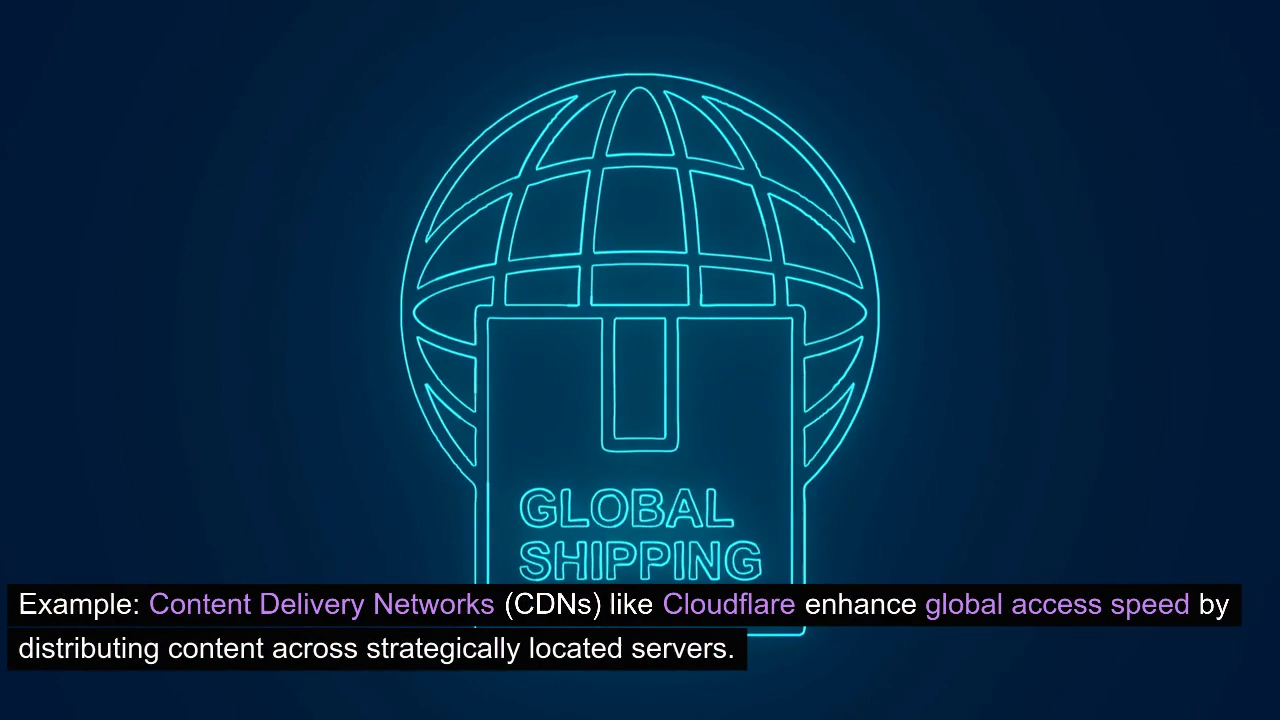 GLOBAL
SHIPPING
Example: Content Delivery Networks (CDNs) like Cloudflare enhance global access speed by
distributing content across strategically located servers.